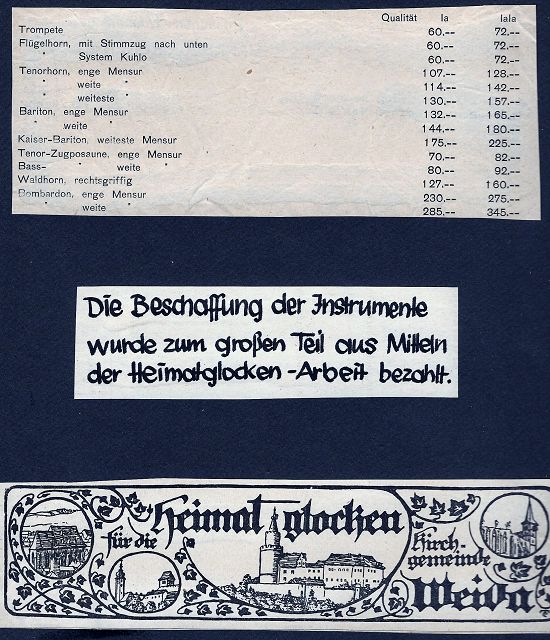 Qualität Ia IaIa
Trompete 60.-- 72.--
Flügelhorn, mit Stimmzug nach unten 60.-- 72.--
" System Kuhlo 60.-- 72.--
Tenorhorn, enge Mensur 107.-- 128.--
" weite " 114.-- 142.--
" weiteste " 130.-- 157.--
Bariton, enge Mensur 132.-- 165.--
" weite " 144.-- 180.--
Kaiser-Bariton, weiteste Mensur 175.-- 225.--
Tenor-Zugposaune, enge Mensur 70.-- 82.--
Bass- " weite " 80.-- 92.--
Waldhorn, rechtsgriffig 127.-- 160.--
Bombardon, enge Mensur 230.-- 275.--
" weite " 285.-- 345.--
Die Beschaffung der Instrumente
wurde zum großen Teil aus Mitteln
der Heimatglocken-Arbeit bezahlt.
Heimatglocken
für die Kirch-
gemeinde
Weida